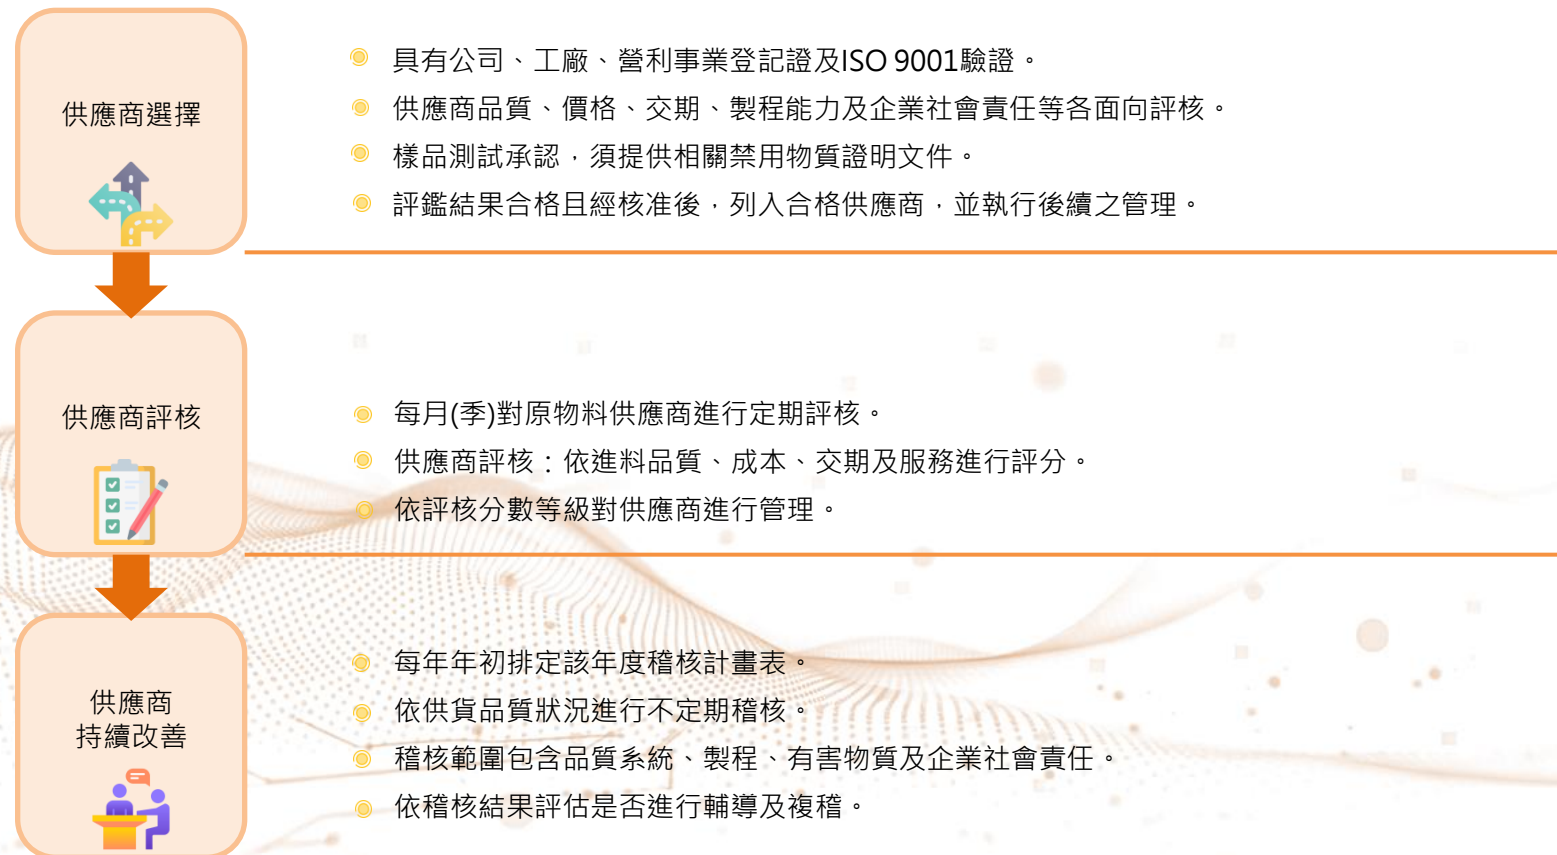 供應商選擇
具有公司、工廠、營利事業登記證及ISO 9001驗證。
供應商品質、價格、交期、製程能力及企業社會責任等各面向評核。
樣品測試承認，須提供相關禁用物質證明文件。
評鑑結果合格且經核准後，列入合格供應商，並執行後續之管理。
供應商評核
每月(季)對原物料供應商進行定期評核。
供應商評核：依進料品質、成本、交期及服務進行評分。
依評核分數等級對供應商進行管理。
供應商
持續改善
每年年初排定該年度稽核計畫表。
依供貨品質狀況進行不定期稽核。
稽核範圍包含品質系統、製程、有害物質及企業社會責任。
依稽核結果評估是否進行輔導及複稽。